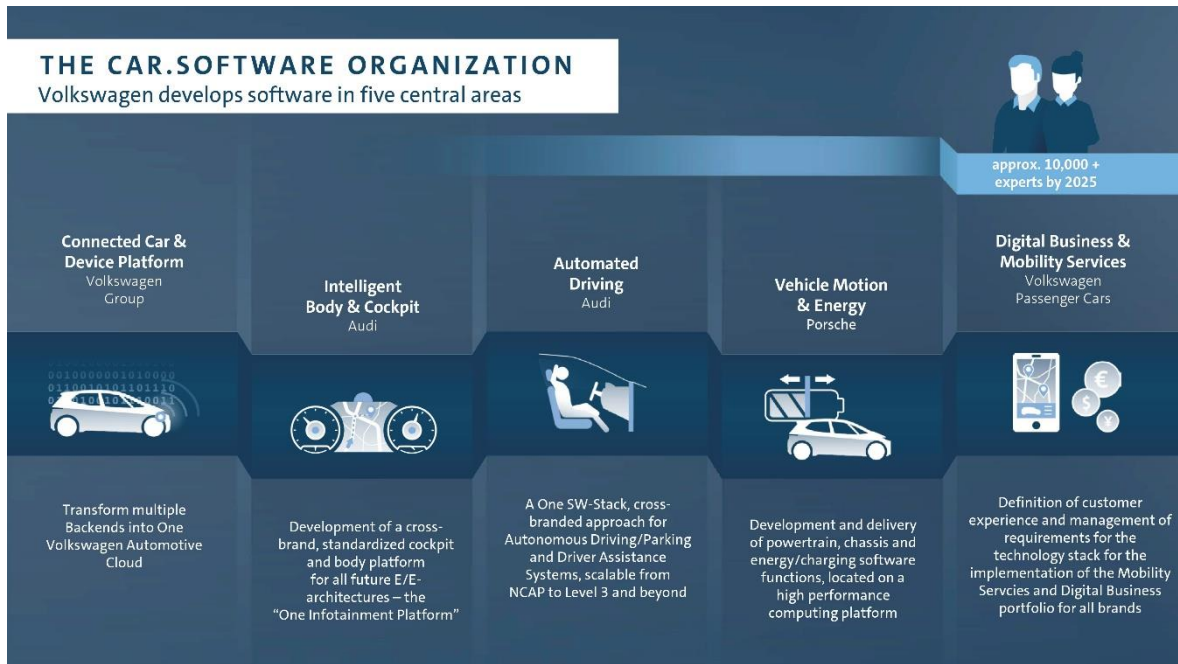 THE CAR.SOFTWARE ORGANIZATION
Volkswagen develops software in five central areas
approx. 10,000 +
experts by 2025
Connected Car &
Device Platform
Volkswagen
Group
Intelligent
Body & Cockpit
Audi
Automated
Driving
Audi
Vehicle Motion
& Energy
Porsche
Digital Business &
Mobility Services
Volkswagen
Passenger Cars
€
$
¥
Transform multiple
Backends into One
Volkswagen Automotive
Cloud
Development of a cross-
brand, standardized cockpit
and body platform
for all future E/E-
architectures – the
“One Infotainment Platform”
A One SW-Stack, cross-
branded approach for
Autonomous Driving/Parking
and Driver Assistance
Systems, scalable from
NCAP to Level 3 and beyond
Development and delivery
of powertrain, chassis and
energy/charging software
functions, located on a
high performance
computing platform
Definition of customer
experience and management of
requirements for the
technology stack for the
implementation of the Mobility
Servcies and Digital Business
portfolio for all brands